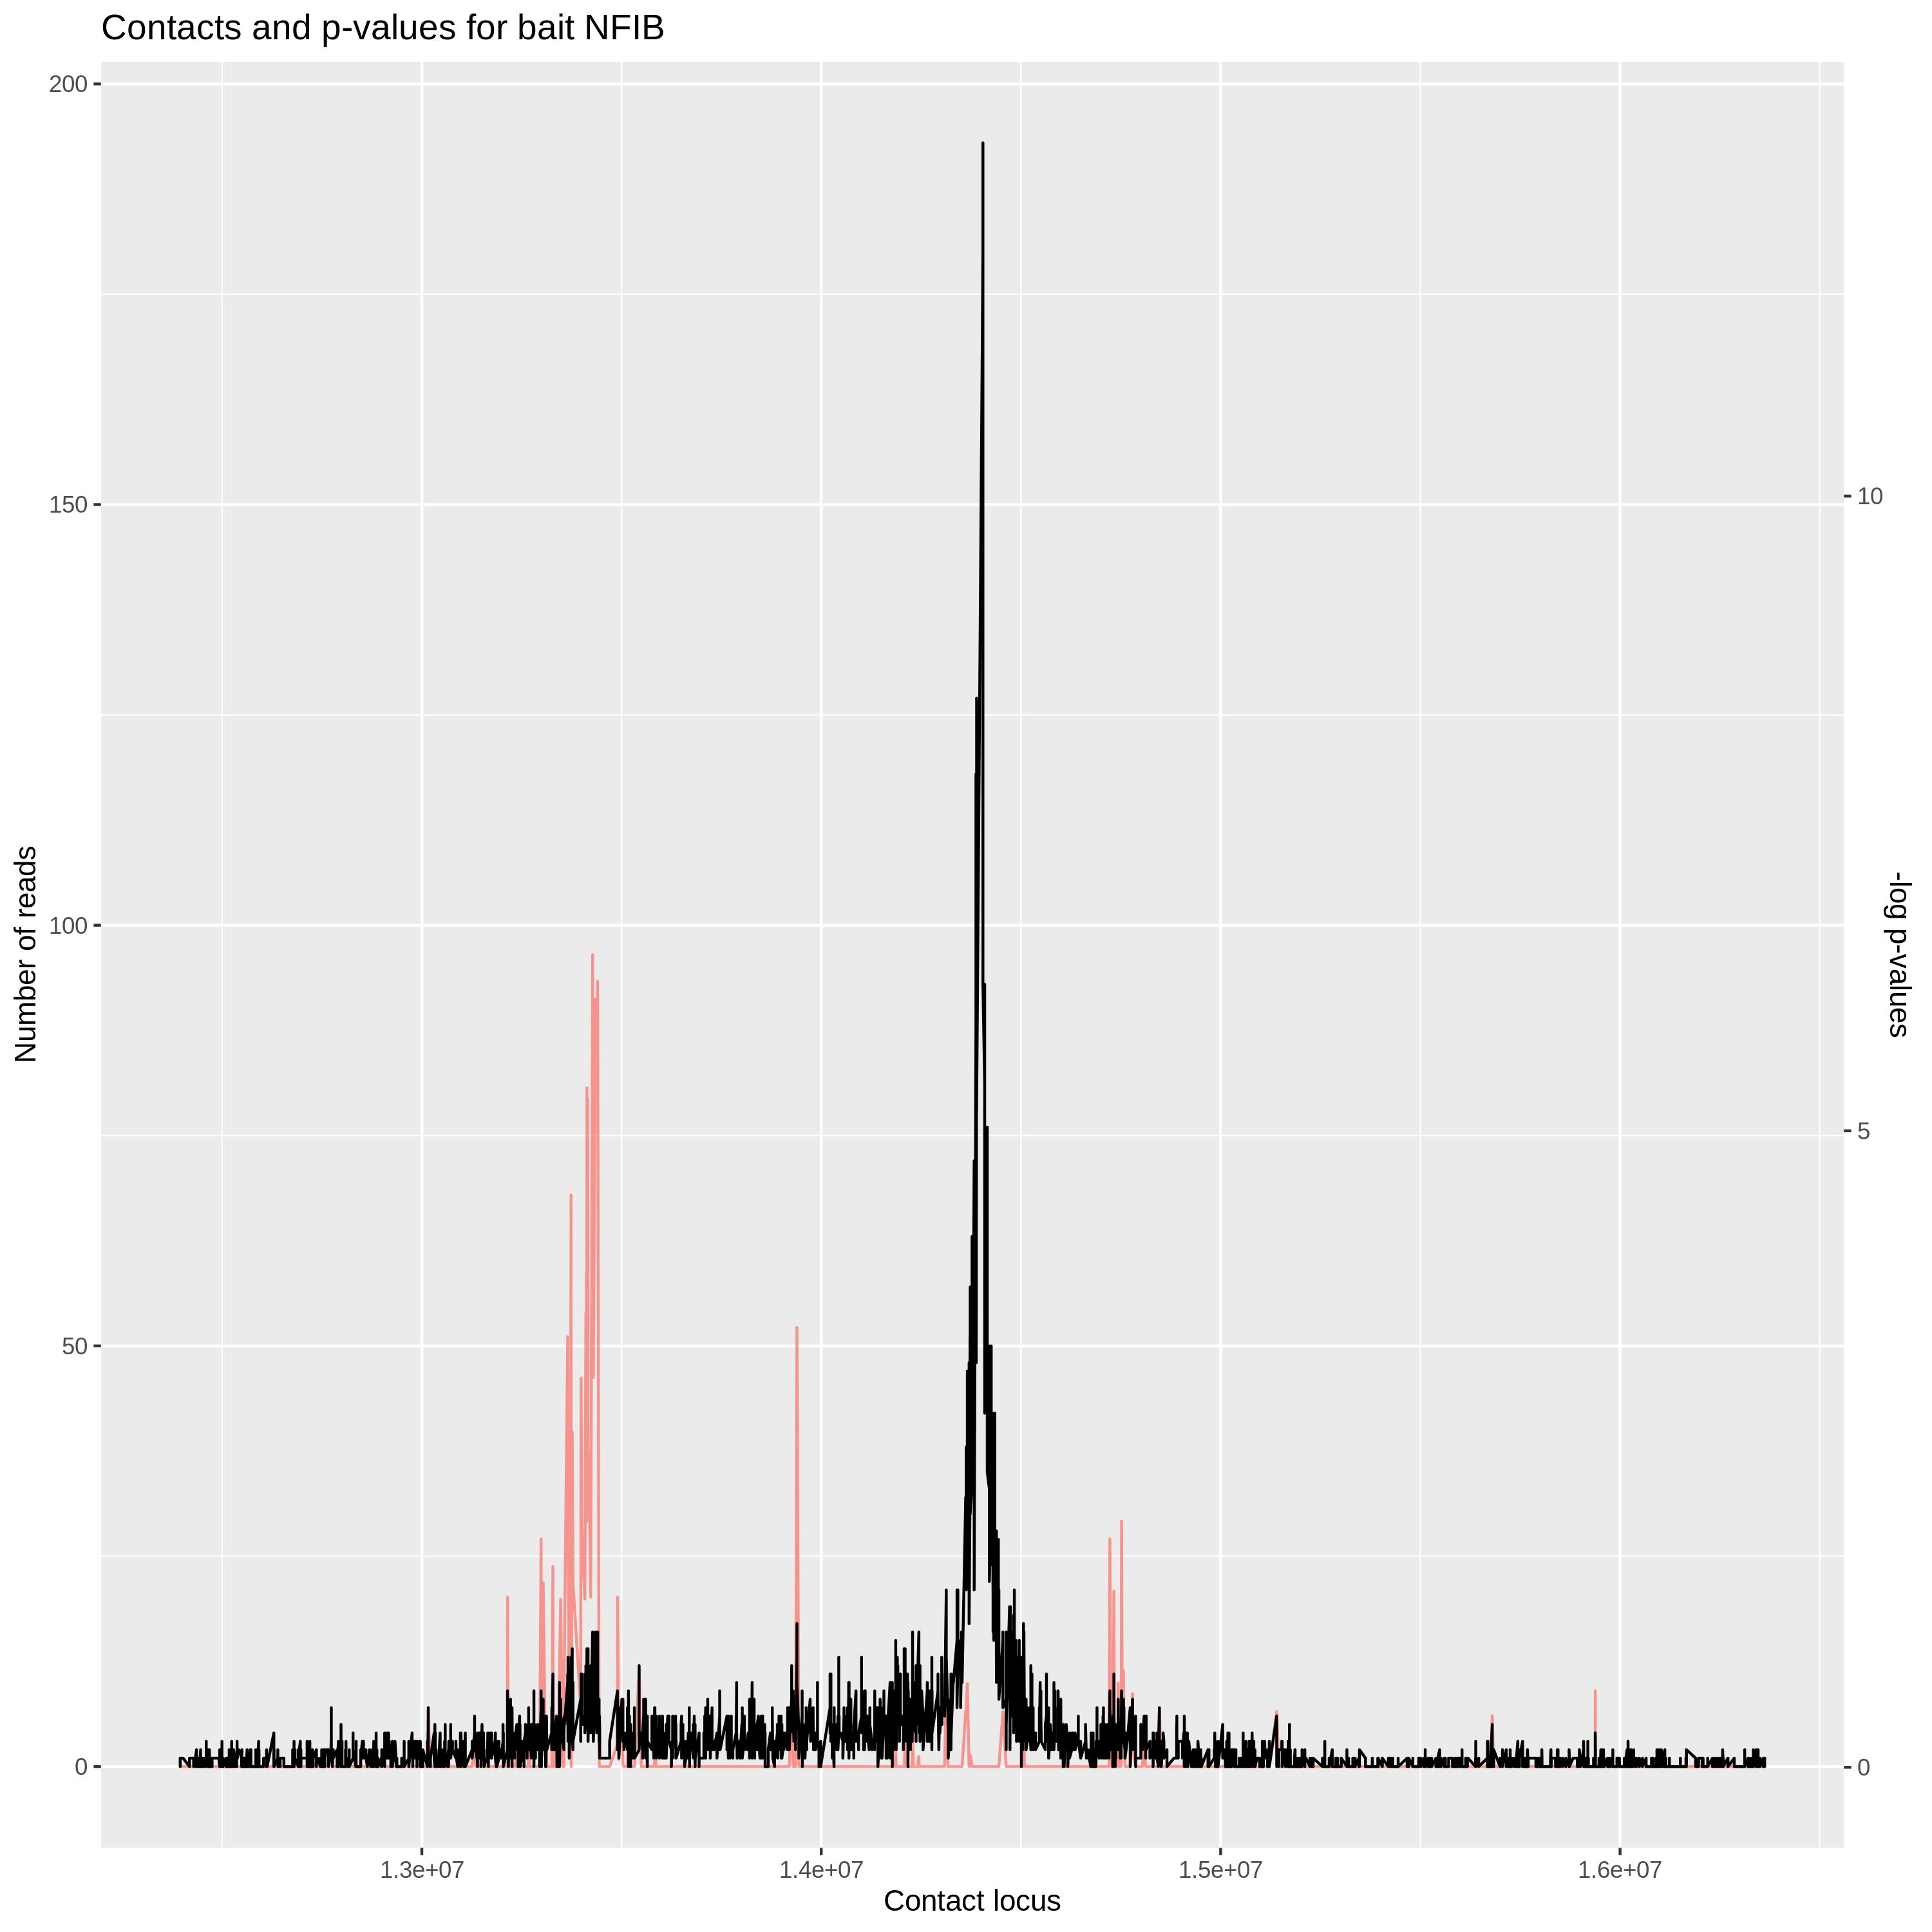 Contacts and p-values for bait NFIB
200
150
100
50
0
Number of reads
10
5
0
-log p-values
1.3e+07
1.4e+07
1.5e+07
1.6e+07
Contact locus